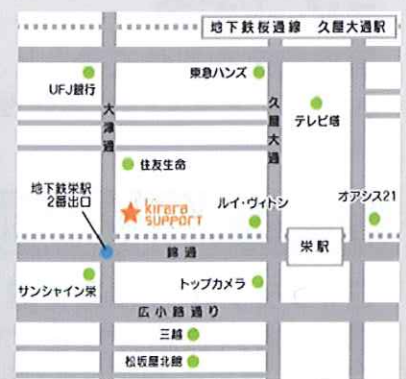 地下鉄桜通線 久屋大通駅
UFJ銀行
東急ハンズ
大津通
久屋大通
テレビ塔
住友生命
地下鉄栄駅
2番出口
kirara
support
ルイ・ヴィトン
オアシス21
錦通
栄駅
サンシャイン栄
トップカメラ
広小路通り
三越
松坂屋北館